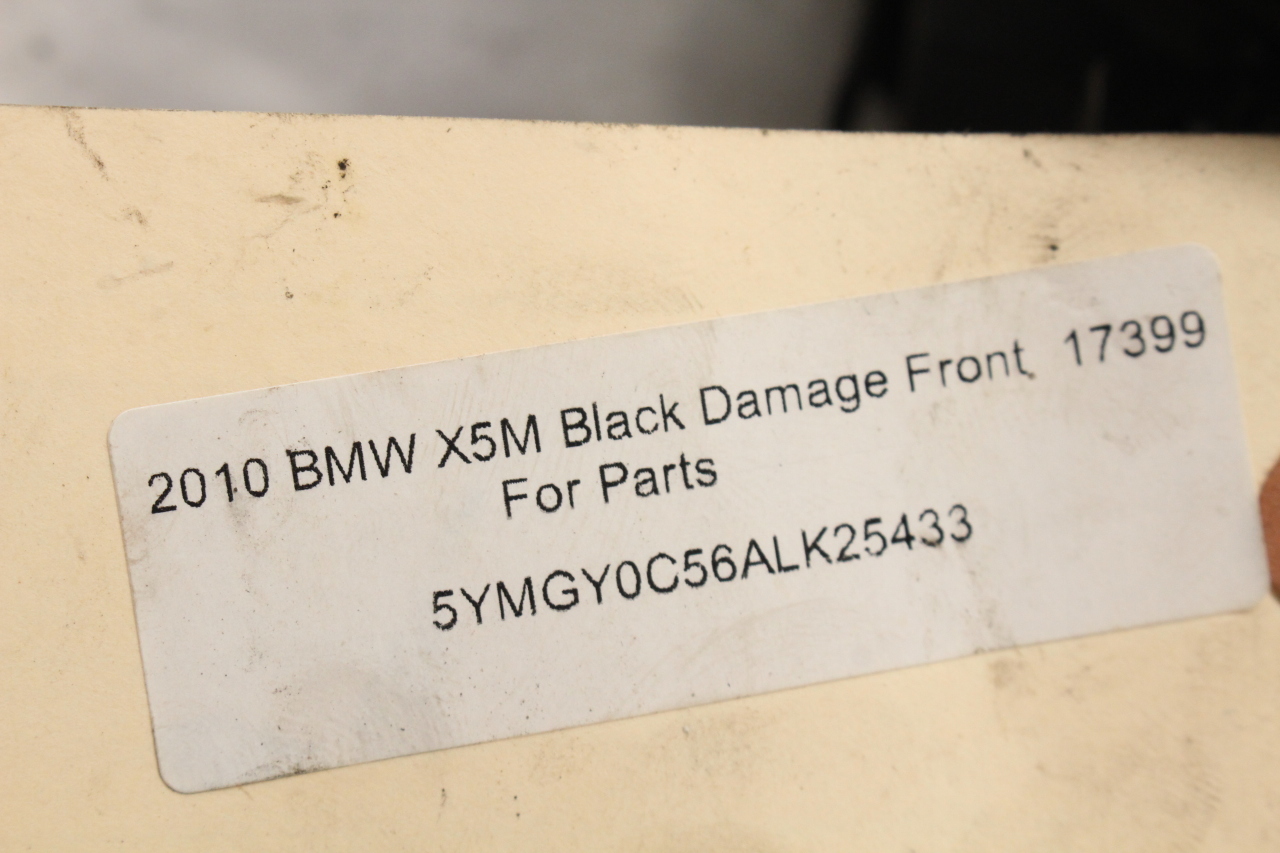 2010 BMW X5M Black Damage Front 17399
For Parts
5YMGY0C56ALK25433